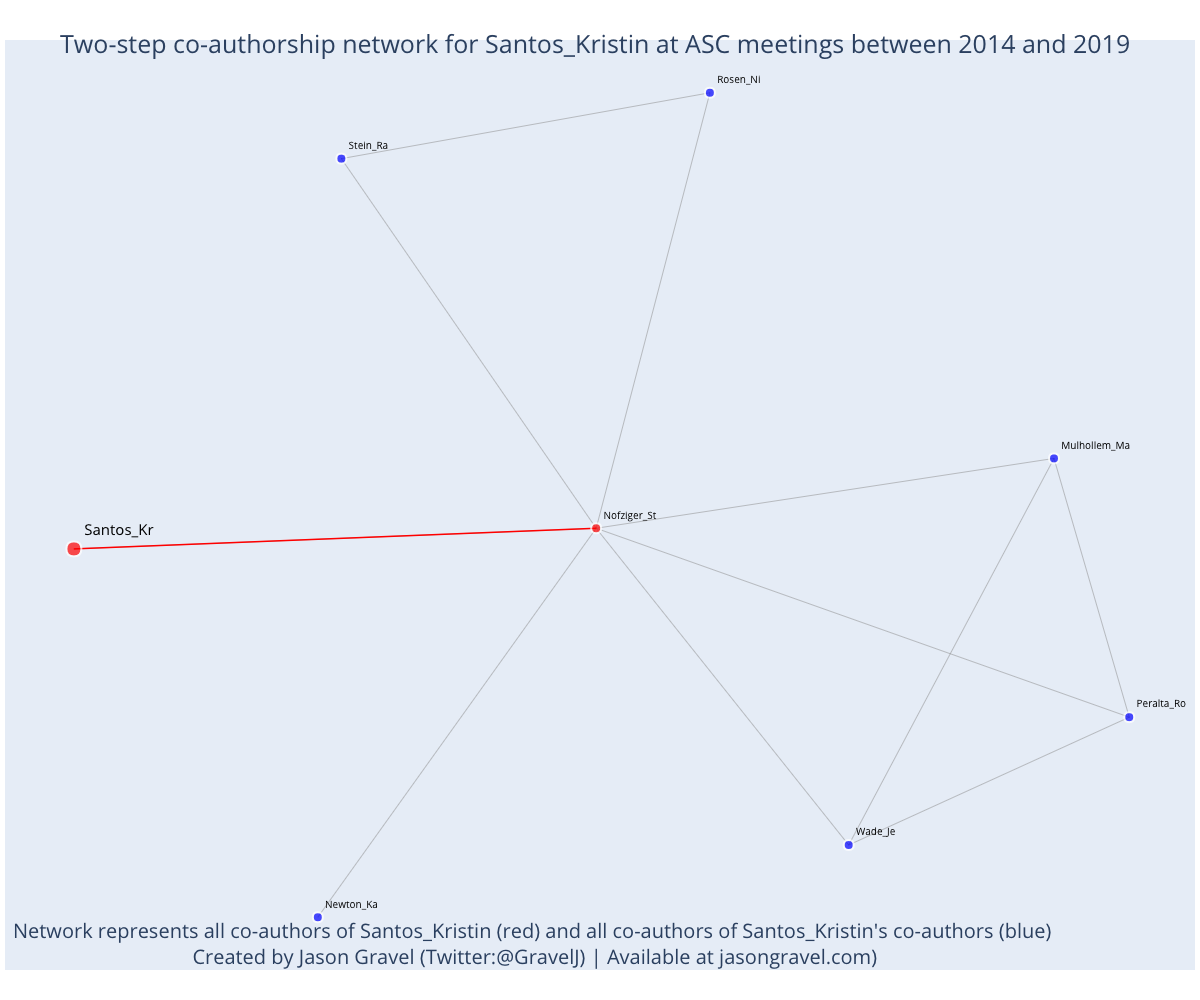 Two-step co-authorship network for Santos_Kristin at ASC meetings between 2014 and 2019
Rosen_Ni
Stein_Ra
Mulhollem_Ma
Nofziger_St
Santos_Kr
Peralta_Ro
Wade_Je
Newton_Ka
Network represents all co-authors of Santos_Kristin (red) and all co-authors of Santos_Kristin's co-authors (blue)
Created by Jason Gravel (Twitter:@GravelJ) | Available at jasongravel.com)